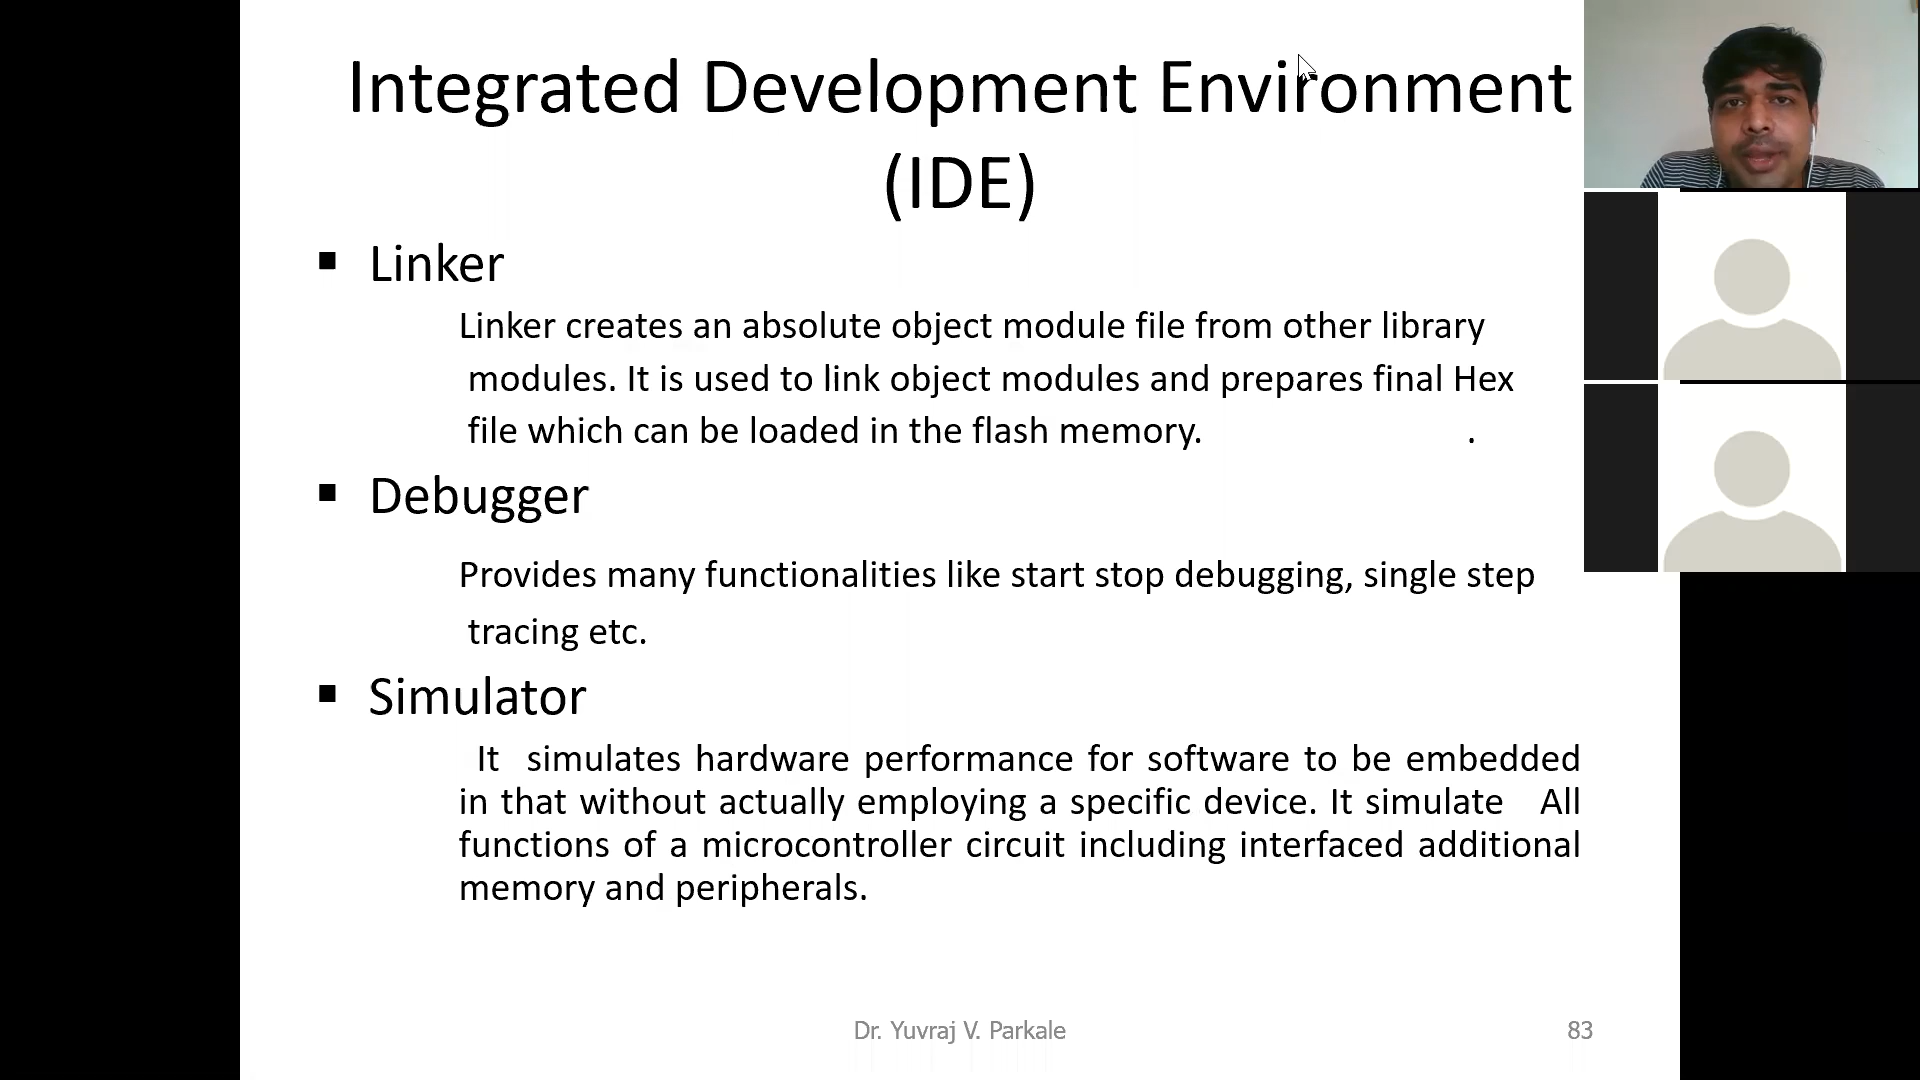 Integrated Development Environment
(IDE)
▪ Linker
Linker creates an absolute object module file from other library
modules. It is used to link object modules and prepares final Hex
file which can be loaded in the flash memory. .
▪ Debugger
Provides many functionalities like start stop debugging, single step
tracing etc.
▪ Simulator
It simulates hardware performance for software to be embedded
in that without actually employing a specific device. It simulate All
functions of a microcontroller circuit including interfaced additional
memory and peripherals.
Dr. Yuvraj V. Parkale
83